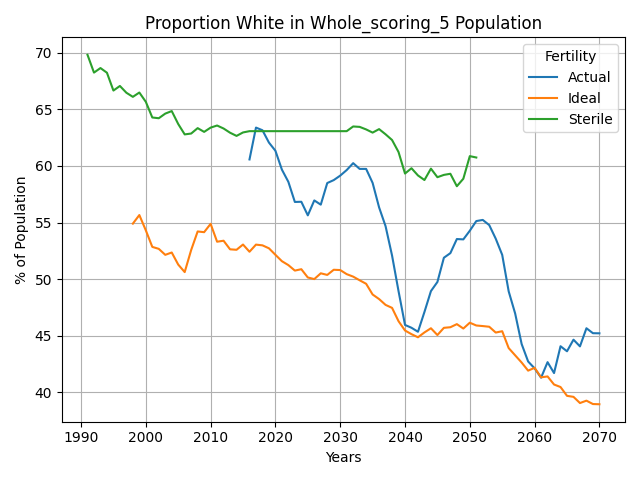 Proportion White in Whole_scoring_5 Population
Fertility
Actual
Ideal
Sterile
% of Population
70
65
60
55
50
45
40
1990 2000 2010 2020 2030 2040 2050 2060 2070
Years